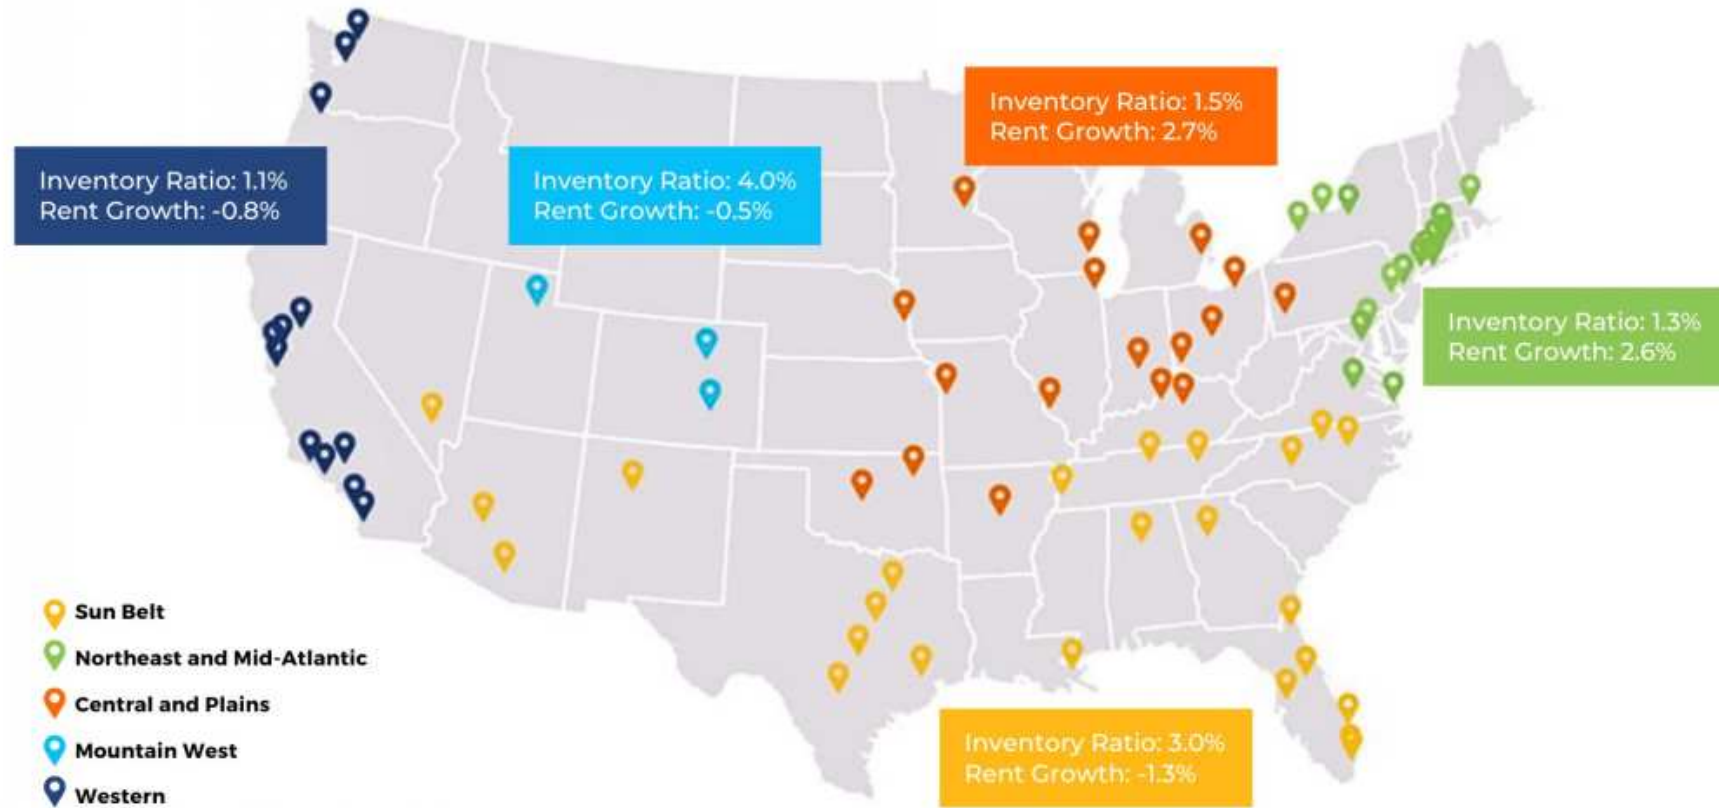 Inventory Ratio: 1.5%
Rent Growth: 2.7%
Inventory Ratio: 1.1%
Rent Growth: -0.8%
Inventory Ratio: 4.0%
Rent Growth: -0.5%
Inventory Ratio: 1.3%
Rent Growth: 2.6%
Sun Belt
Northeast and Mid-Atlantic
Central and Plains
Mountain West
Western
Inventory Ratio: 3.0%
Rent Growth: -1.3%